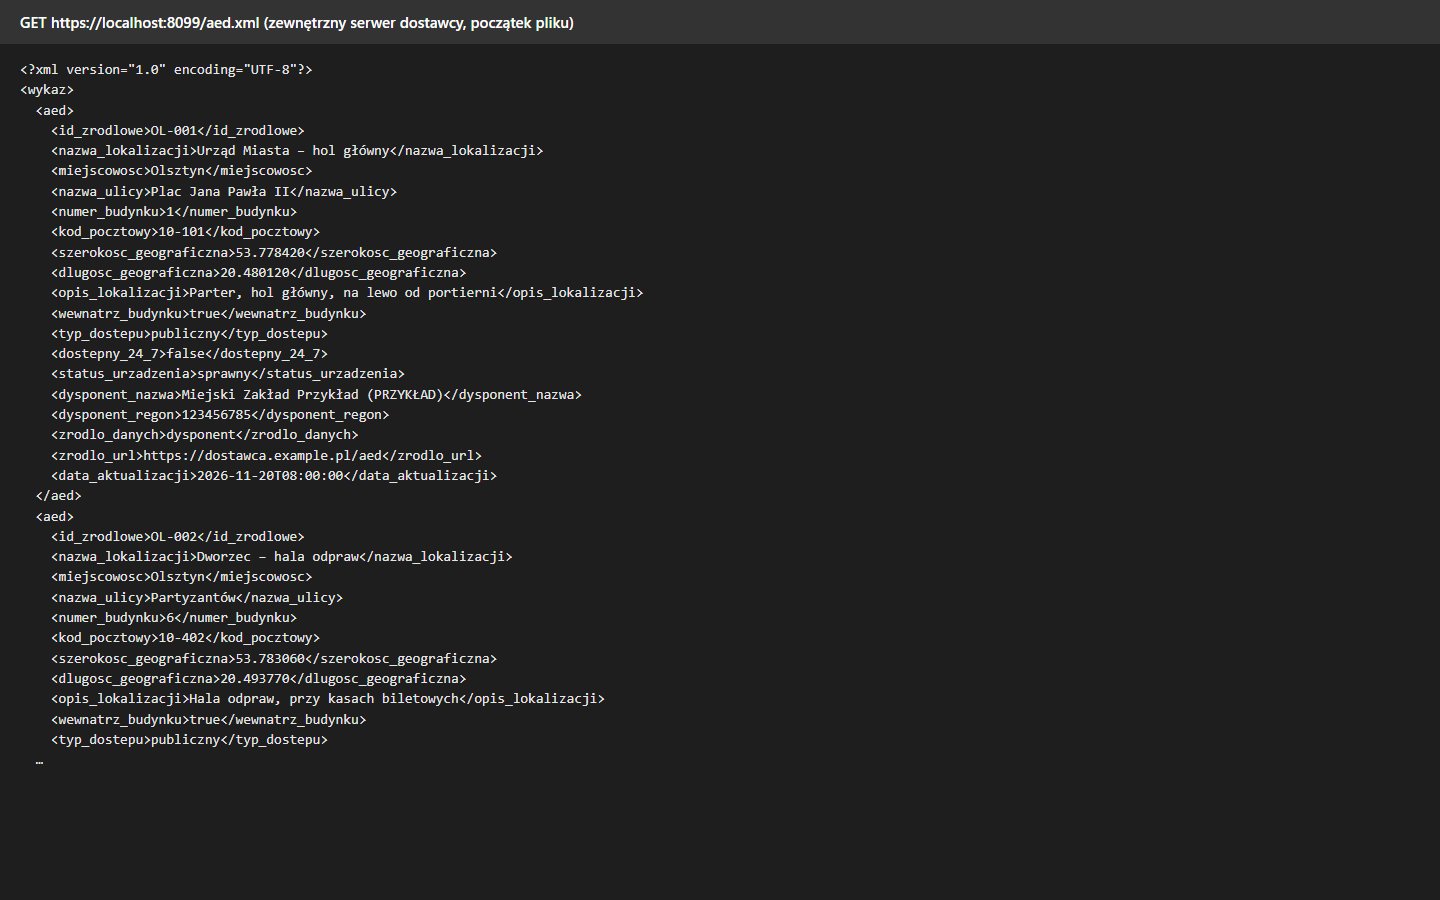 GET https://localhost:8099/aed.xml (zewnętrzny serwer dostawcy, początek pliku)
<?xml version="1.0" encoding="UTF-8"?>
<wykaz>
  <aed>
    <id_zrodlowe>OL-001</id_zrodlowe>
    <nazwa_lokalizacji>Urząd Miasta – hol główny</nazwa_lokalizacji>
    <miejscowosc>Olsztyn</miejscowosc>
    <nazwa_ulicy>Plac Jana Pawła II</nazwa_ulicy>
    <numer_budynku>1</numer_budynku>
    <kod_pocztowy>10-101</kod_pocztowy>
    <szerokosc_geograficzna>53.778420</szerokosc_geograficzna>
    <dlugosc_geograficzna>20.480120</dlugosc_geograficzna>
    <opis_lokalizacji>Parter, hol główny, na lewo od portierni</opis_lokalizacji>
    <wewnatrz_budynku>true</wewnatrz_budynku>
    <typ_dostepu>publiczny</typ_dostepu>
    <dostepny_24_7>false</dostepny_24_7>
    <status_urzadzenia>sprawny</status_urzadzenia>
    <dysponent_nazwa>Miejski Zakład Przykład (PRZYKŁAD)</dysponent_nazwa>
    <dysponent_regon>123456785</dysponent_regon>
    <zrodlo_danych>dysponent</zrodlo_danych>
    <zrodlo_url>https://dostawca.example.pl/aed</zrodlo_url>
    <data_aktualizacji>2026-11-20T08:00:00</data_aktualizacji>
  </aed>
  <aed>
    <id_zrodlowe>OL-002</id_zrodlowe>
    <nazwa_lokalizacji>Dworzec – hala odpraw</nazwa_lokalizacji>
    <miejscowosc>Olsztyn</miejscowosc>
    <nazwa_ulicy>Partyzantów</nazwa_ulicy>
    <numer_budynku>6</numer_budynku>
    <kod_pocztowy>10-402</kod_pocztowy>
    <szerokosc_geograficzna>53.783060</szerokosc_geograficzna>
    <dlugosc_geograficzna>20.493770</dlugosc_geograficzna>
    <opis_lokalizacji>Hala odpraw, przy kasach biletowych</opis_lokalizacji>
    <wewnatrz_budynku>true</wewnatrz_budynku>
    <typ_dostepu>publiczny</typ_dostepu>
  …